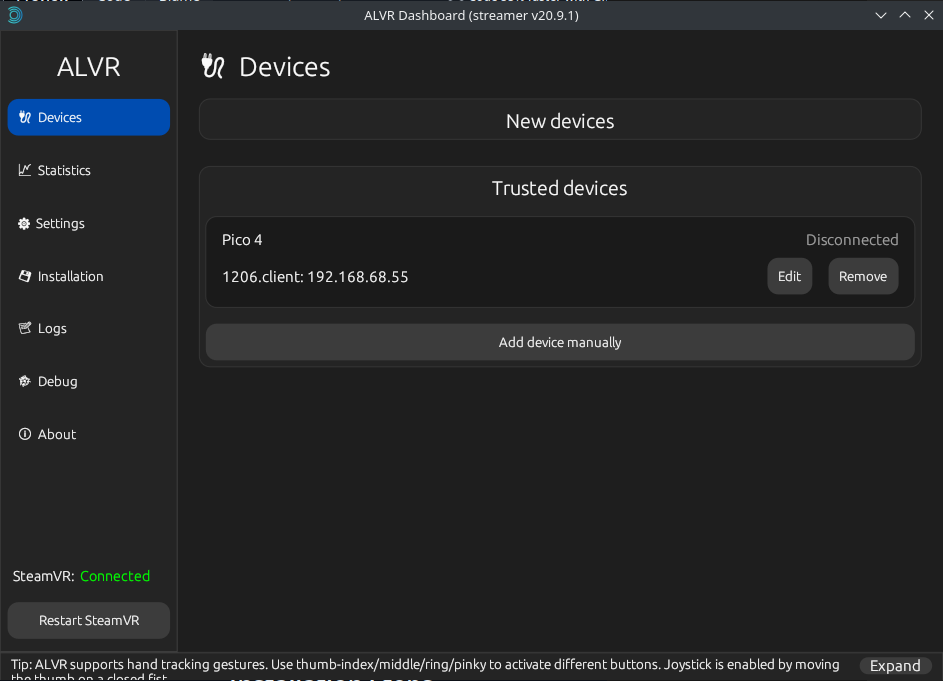 ALVR Dashboard (streamer v20.9.1)
ALVR
Devices
Statistics
Settings
Installation
Logs
Debug
About
SteamVR: Connected
Restart SteamVR
Devices
New devices
Trusted devices
Pico 4
Disconnected
1206.client: 192.168.68.55
Edit
Remove
Add device manually
Tip: ALVR supports hand tracking gestures. Use thumb-index/middle/ring/pinky to activate different buttons. Joystick is enabled by moving
the thumb on a closed fist
Expand